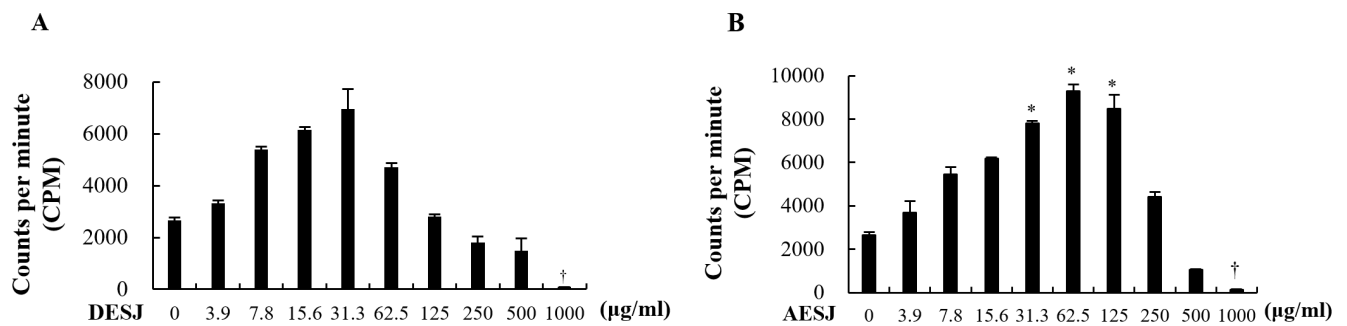 A
Counts per minute
(CPM)
8000
6000
4000
2000
0
†
DESJ 0 3.9 7.8 15.6 31.3 62.5 125 250 500 1000 (μg/ml)
B
Counts per minute
(CPM)
10000
8000
6000
4000
2000
0
* * *
†
AESJ 0 3.9 7.8 15.6 31.3 62.5 125 250 500 1000 (μg/ml)